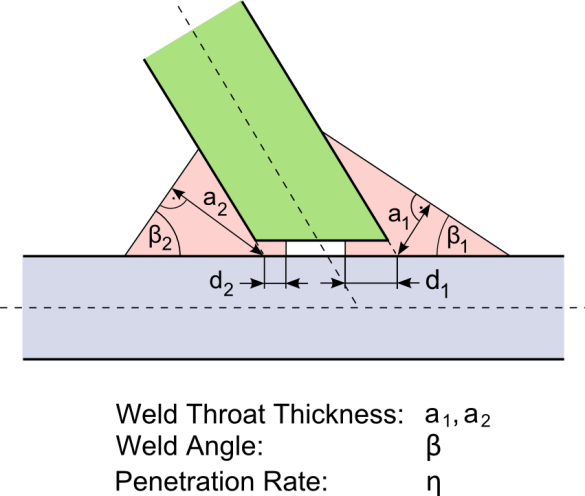 a₂ a₁
β₂ β₁
d₂ d₁
Weld Throat Thickness: a₁, a₂
Weld Angle: β
Penetration Rate: η